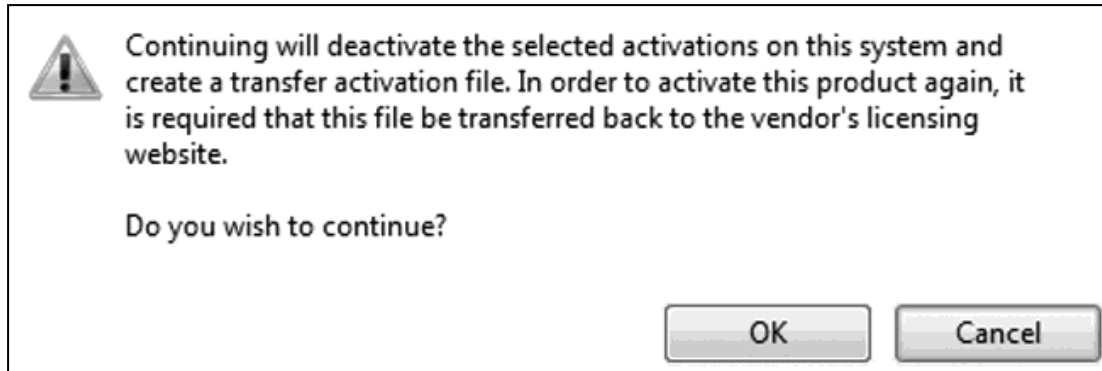 Continuing will deactivate the selected activations on this system and
create a transfer activation file. In order to activate this product again, it
is required that this file be transferred back to the vendor's licensing
website.
Do you wish to continue?
OK
Cancel